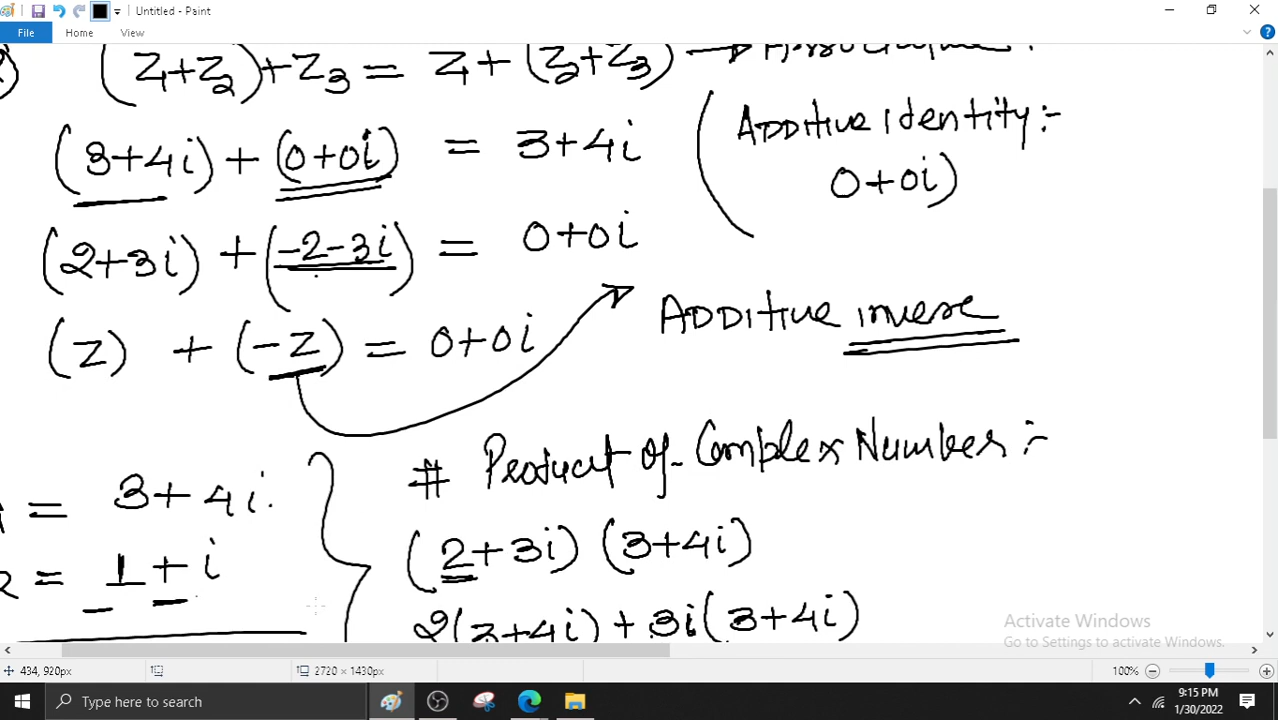 Untitled - Paint
File Home View
(Z1+Z2)+Z3 = Z1+(Z2+Z3)
(3+4i)+(0+0i) = 3+4i
(Additive Identity:-
0+0i)
(2+3i)+(-2-3i) = 0+0i
(Z) + (-Z) = 0+0i
Additive inverse
= 3+4i.
2 = 1+i
# Product of Complex Number:-
(2+3i) (3+4i)
2(3+4i) + 3i(3+4i)
Activate Windows
Go to Settings to activate Windows.
434, 920px
2720 × 1430px
100%
Type here to search
9:15 PM
1/30/2022